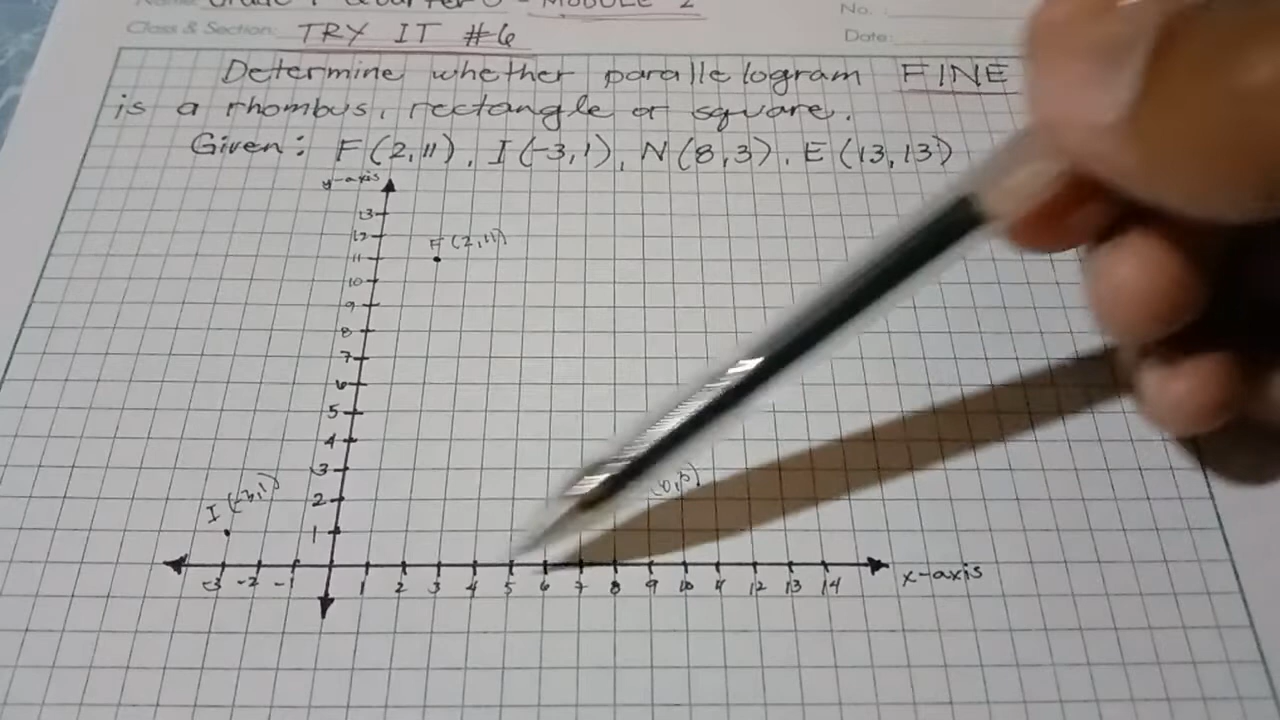 MODULE 2
No.:
Class & Section: TRY IT #6
Date:
Determine whether parallelogram FINE
is a rhombus, rectangle or square.
Given: F(2,11), I(-3,1), N(8,3), E(13,13)
y-axis
13
12
F(2,11)
11
10
9
8
7
6
5
4
3
I(-3,1)
2
1
-3 -2 -1 1 2 3 4 5 6 7 8 9 10 11 12 13 14 x-axis